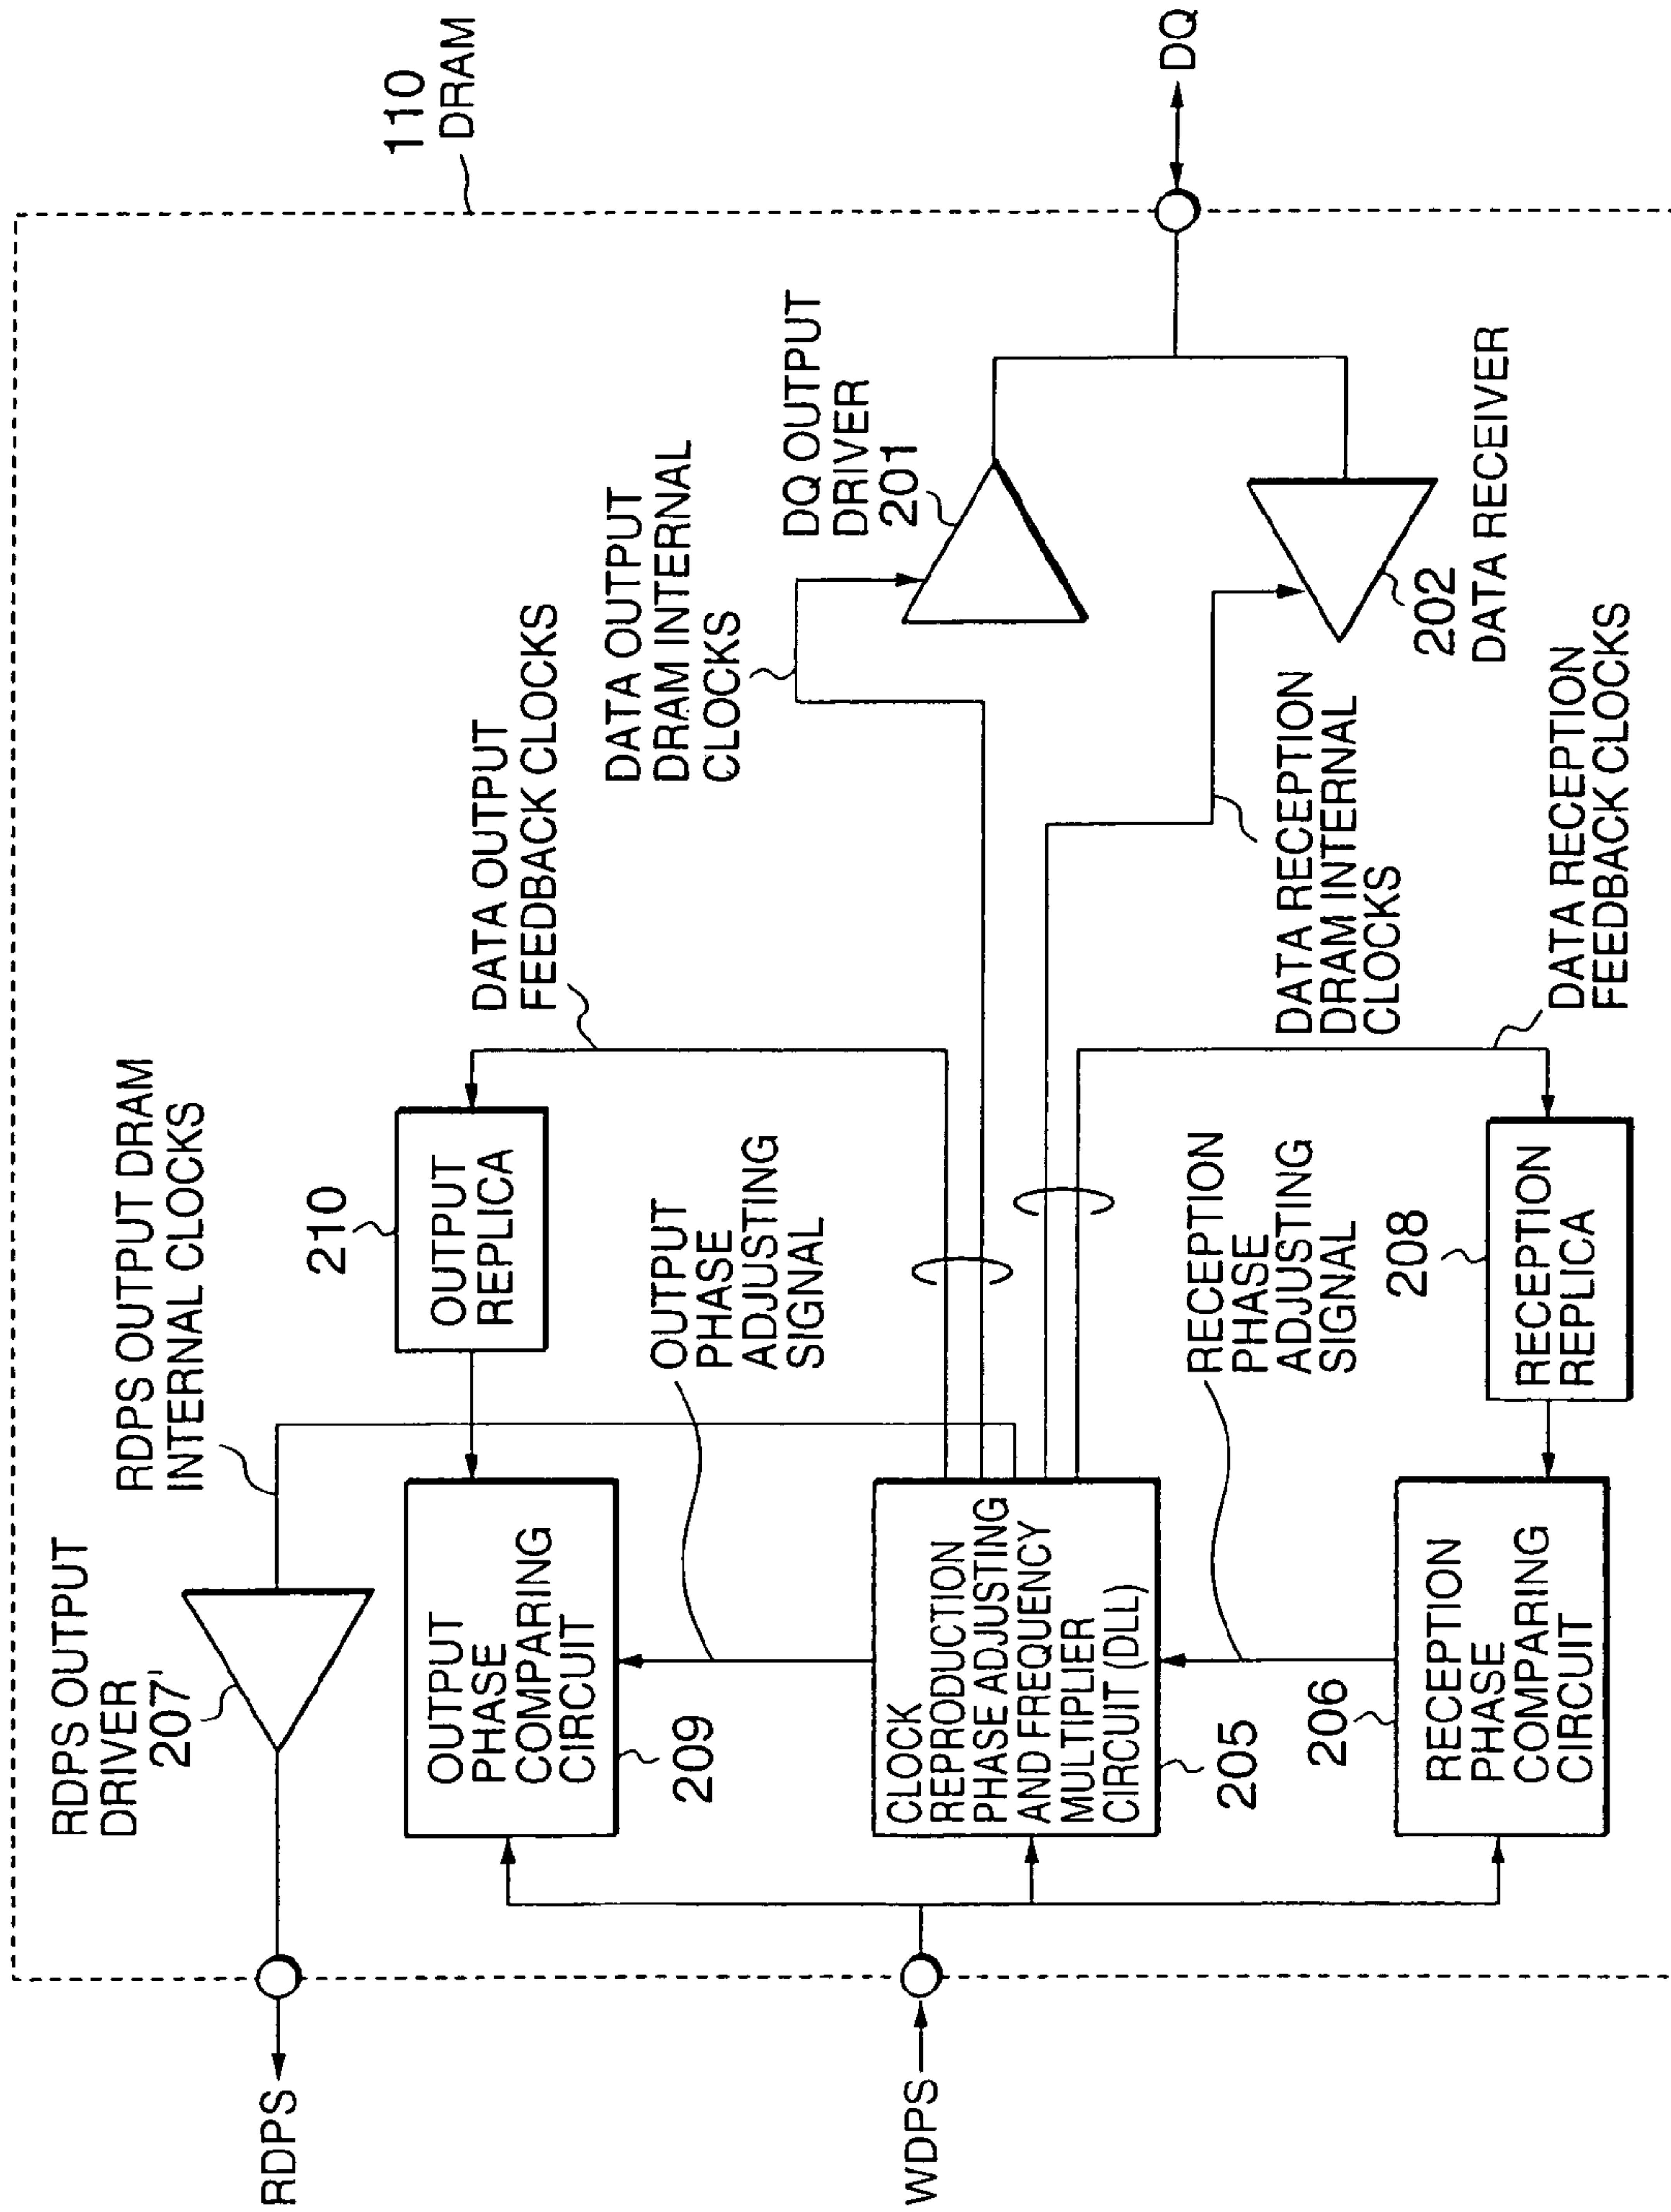 110
DRAM
RDPS
RDPS OUTPUT
DRIVER
207'
RDPS OUTPUT DRAM
INTERNAL CLOCKS
210
OUTPUT
REPLICA
DATA OUTPUT
FEEDBACK CLOCKS
OUTPUT
PHASE
COMPARING
CIRCUIT
209
OUTPUT
PHASE
ADJUSTING
SIGNAL
DATA OUTPUT
DRAM INTERNAL
CLOCKS
DQ OUTPUT
DRIVER
201
DQ
WDPS
CLOCK
REPRODUCTION
PHASE ADJUSTING
AND FREQUENCY
MULTIPLIER
CIRCUIT (DLL)
205
RECEPTION
PHASE
ADJUSTING
SIGNAL
DATA RECEPTION
DRAM INTERNAL
CLOCKS
202
DATA RECEIVER
206
RECEPTION
PHASE
COMPARING
CIRCUIT
208
RECEPTION
REPLICA
DATA RECEPTION
FEEDBACK CLOCKS